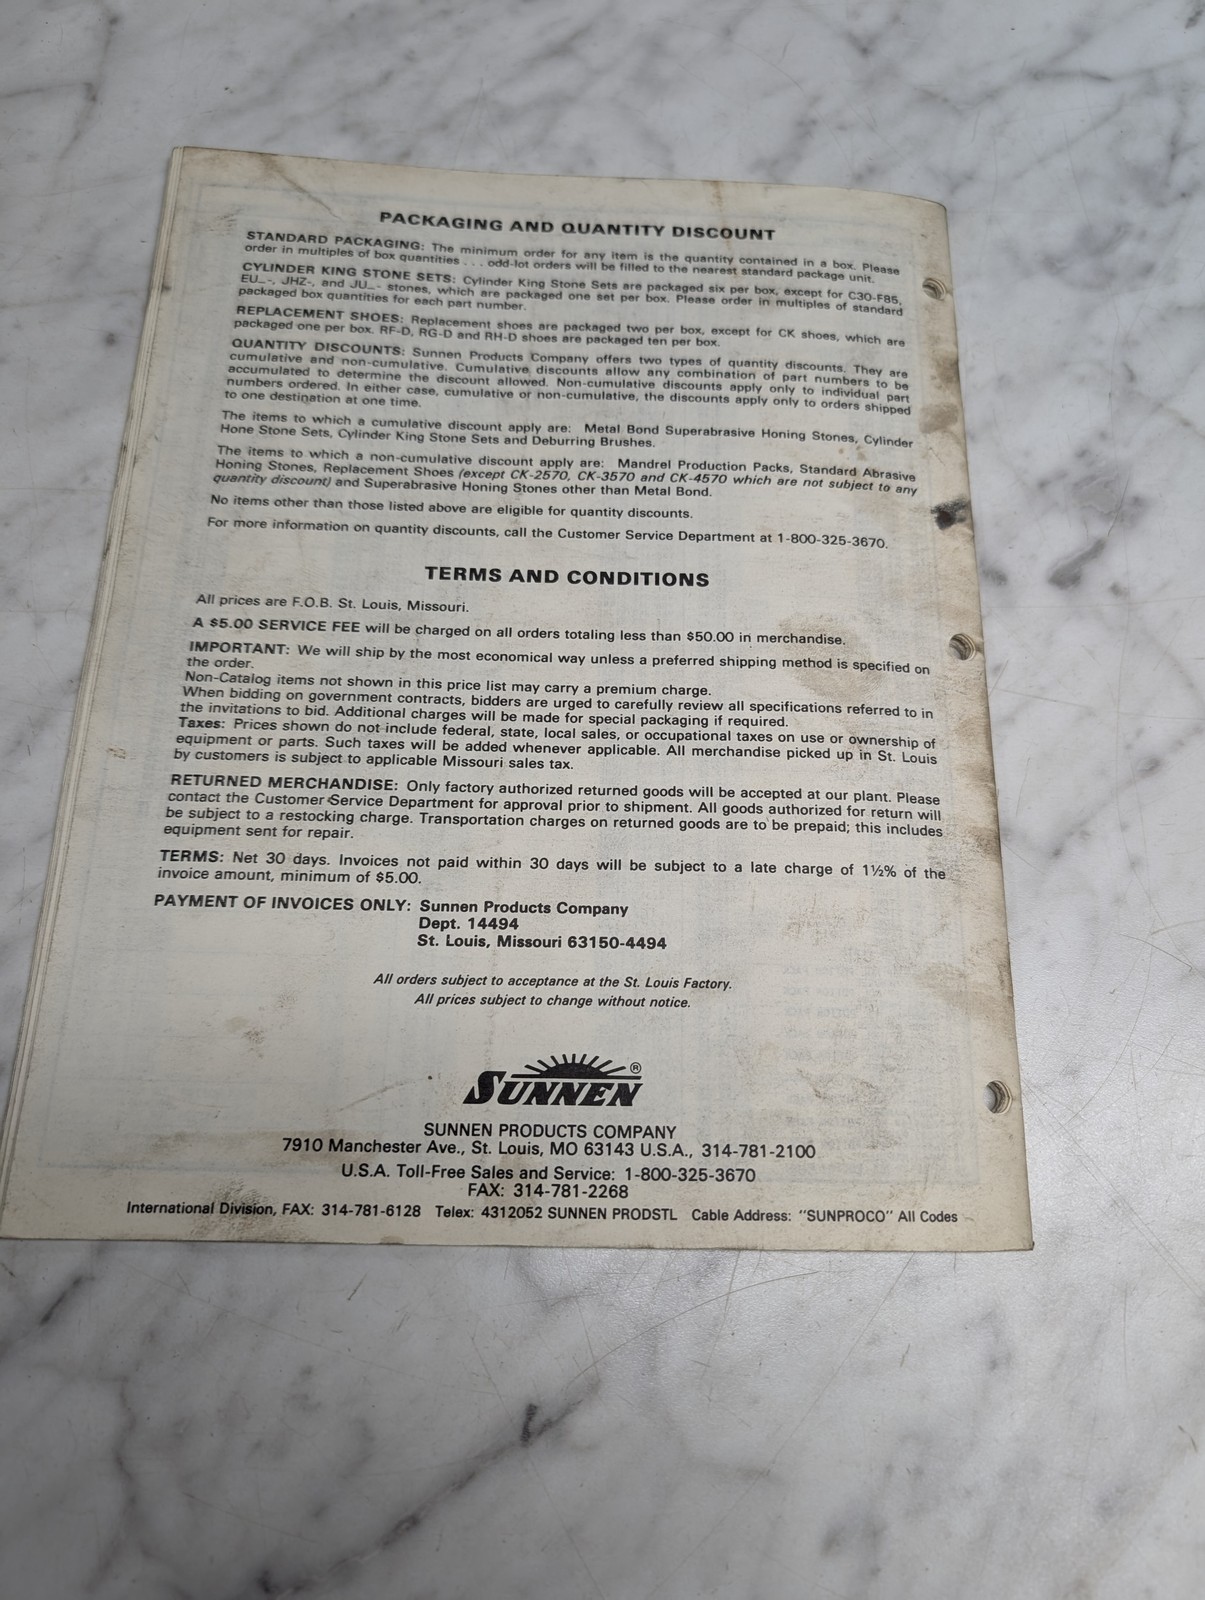 PACKAGING AND QUANTITY DISCOUNT
STANDARD PACKAGING: The minimum order for any item is the quantity contained in a box. Please
order in multiples of box quantities . . . odd-lot orders will be filled to the nearest standard package unit.
CYLINDER KING STONE SETS: Cylinder King Stone Sets are packaged six per box, except for C30-F85,
EU_-, JHZ-, and JU_- stones, which are packaged one set per box. Please order in multiples of standard
packaged box quantities for each part number.
REPLACEMENT SHOES: Replacement shoes are packaged two per box, except for CK shoes, which are
packaged one per box. RF-D, RG-D and RH-D shoes are packaged ten per box.
QUANTITY DISCOUNTS: Sunnen Products Company offers two types of quantity discounts. They are
cumulative and non-cumulative. Cumulative discounts allow any combination of part numbers to be
accumulated to determine the discount allowed. Non-cumulative discounts apply only to individual part
numbers ordered. In either case, cumulative or non-cumulative, the discounts apply only to orders shipped
to one destination at one time.
The items to which a cumulative discount apply are: Metal Bond Superabrasive Honing Stones, Cylinder
Hone Stone Sets, Cylinder King Stone Sets and Deburring Brushes.
The items to which a non-cumulative discount apply are: Mandrel Production Packs, Standard Abrasive
Honing Stones, Replacement Shoes (except CK-2570, CK-3570 and CK-4570 which are not subject to any
quantity discount) and Superabrasive Honing Stones other than Metal Bond.
No items other than those listed above are eligible for quantity discounts.
For more information on quantity discounts, call the Customer Service Department at 1-800-325-3670.
TERMS AND CONDITIONS
All prices are F.O.B. St. Louis, Missouri.
A $5.00 SERVICE FEE will be charged on all orders totaling less than $50.00 in merchandise.
IMPORTANT: We will ship by the most economical way unless a preferred shipping method is specified on
the order.
Non-Catalog items not shown in this price list may carry a premium charge.
When bidding on government contracts, bidders are urged to carefully review all specifications referred to in
the invitations to bid. Additional charges will be made for special packaging if required.
Taxes: Prices shown do not include federal, state, local sales, or occupational taxes on use or ownership of
equipment or parts. Such taxes will be added whenever applicable. All merchandise picked up in St. Louis
by customers is subject to applicable Missouri sales tax.
RETURNED MERCHANDISE: Only factory authorized returned goods will be accepted at our plant. Please
contact the Customer Service Department for approval prior to shipment. All goods authorized for return will
be subject to a restocking charge. Transportation charges on returned goods are to be prepaid; this includes
equipment sent for repair.
TERMS: Net 30 days. Invoices not paid within 30 days will be subject to a late charge of 1½% of the
invoice amount, minimum of $5.00.
PAYMENT OF INVOICES ONLY: Sunnen Products Company
Dept. 14494
St. Louis, Missouri 63150-4494
All orders subject to acceptance at the St. Louis Factory.
All prices subject to change without notice.
SUNNEN ®
SUNNEN PRODUCTS COMPANY
7910 Manchester Ave., St. Louis, MO 63143 U.S.A., 314-781-2100
U.S.A. Toll-Free Sales and Service: 1-800-325-3670
FAX: 314-781-2268
International Division, FAX: 314-781-6128 Telex: 4312052 SUNNEN PRODSTL Cable Address: "SUNPROCO" All Codes